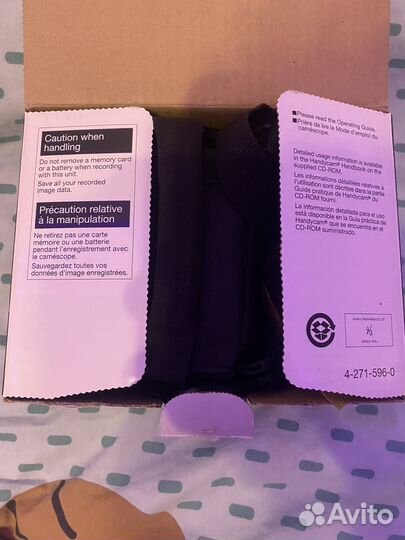 Caution when
handling
Do not remove a memory card
or a battery when recording
with this unit.
Save all your recorded
image data.
Précaution relative
à la manipulation
Ne retirez pas une carte
mémoire ou une batterie
pendant l'enregistrement avec
le caméscope.
Sauvegardez toutes vos
données d'image enregistrées.
■Please read the Operating Guide.
■Prière de lire le Mode d'emploi du
caméscope.
Detailed usage information is available
in the Handycam® Handbook on the
supplied CD-ROM.
Les informations détaillées relatives à
l'utilisation sont décrites dans la partie
Guide pratique de Handycam® du
CD-ROM fourni.
La información detallada para el uso
está disponible en la Guía práctica de
Handycam® que se encuentra en el
CD-ROM suministrado.
4-271-596-0
Avito